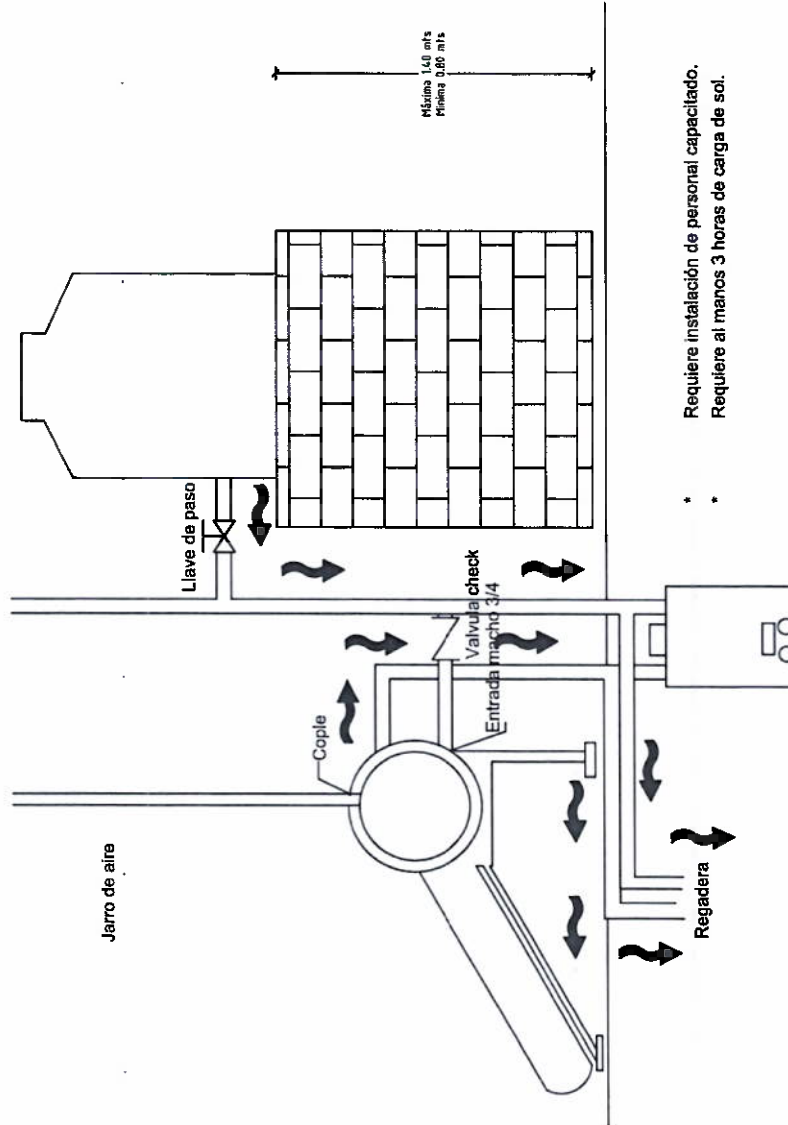 Jarro de aire
Cople
Llave de paso
Valvula check
Entrada macho 3/4
Máxima 1.40 mts
Mínima 0.80 mts
Regadera
* Requiere instalación de personal capacitado.
* Requiere al manos 3 horas de carga de sol.